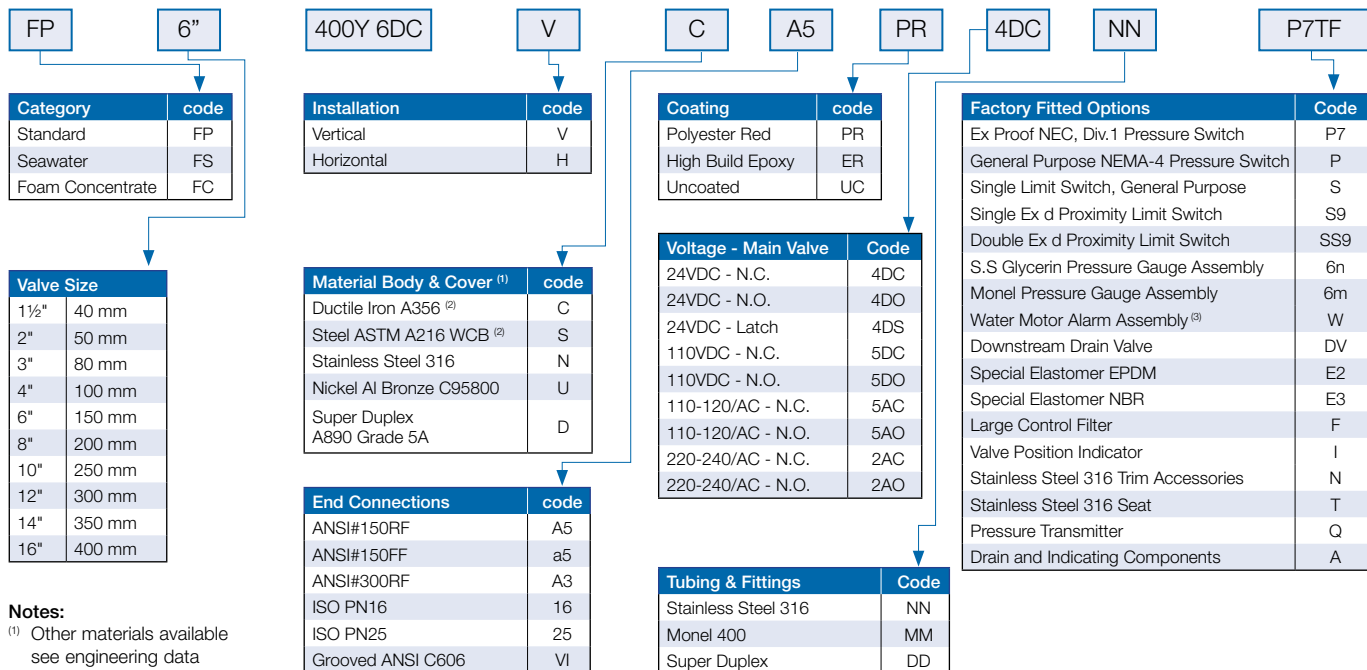 FP 6” 400Y 6DC V C A5 PR 4DC NN P7TF
Category code
Standard FP
Seawater FS
Foam Concentrate FC
Valve Size
1½" 40 mm
2" 50 mm
3" 80 mm
4" 100 mm
6" 150 mm
8" 200 mm
10" 250 mm
12" 300 mm
14" 350 mm
16" 400 mm
Notes:
(1) Other materials available
see engineering data
Installation code
Vertical V
Horizontal H
Material Body & Cover (1) code
Ductile Iron A356 (2) C
Steel ASTM A216 WCB (2) S
Stainless Steel 316 N
Nickel Al Bronze C95800 U
Super Duplex
A890 Grade 5A D
End Connections code
ANSI#150RF A5
ANSI#150FF a5
ANSI#300RF A3
ISO PN16 16
ISO PN25 25
Grooved ANSI C606 VI
Coating code
Polyester Red PR
High Build Epoxy ER
Uncoated UC
Voltage - Main Valve Code
24VDC - N.C. 4DC
24VDC - N.O. 4DO
24VDC - Latch 4DS
110VDC - N.C. 5DC
110VDC - N.O. 5DO
110-120/AC - N.C. 5AC
110-120/AC - N.O. 5AO
220-240/AC - N.C. 2AC
220-240/AC - N.O. 2AO
Tubing & Fittings Code
Stainless Steel 316 NN
Monel 400 MM
Super Duplex DD
Factory Fitted Options Code
Ex Proof NEC, Div.1 Pressure Switch P7
General Purpose NEMA-4 Pressure Switch P
Single Limit Switch, General Purpose S
Single Ex d Proximity Limit Switch S9
Double Ex d Proximity Limit Switch SS9
S.S Glycerin Pressure Gauge Assembly 6n
Monel Pressure Gauge Assembly 6m
Water Motor Alarm Assembly (3) W
Downstream Drain Valve DV
Special Elastomer EPDM E2
Special Elastomer NBR E3
Large Control Filter F
Valve Position Indicator I
Stainless Steel 316 Trim Accessories N
Stainless Steel 316 Seat T
Pressure Transmitter Q
Drain and Indicating Components A